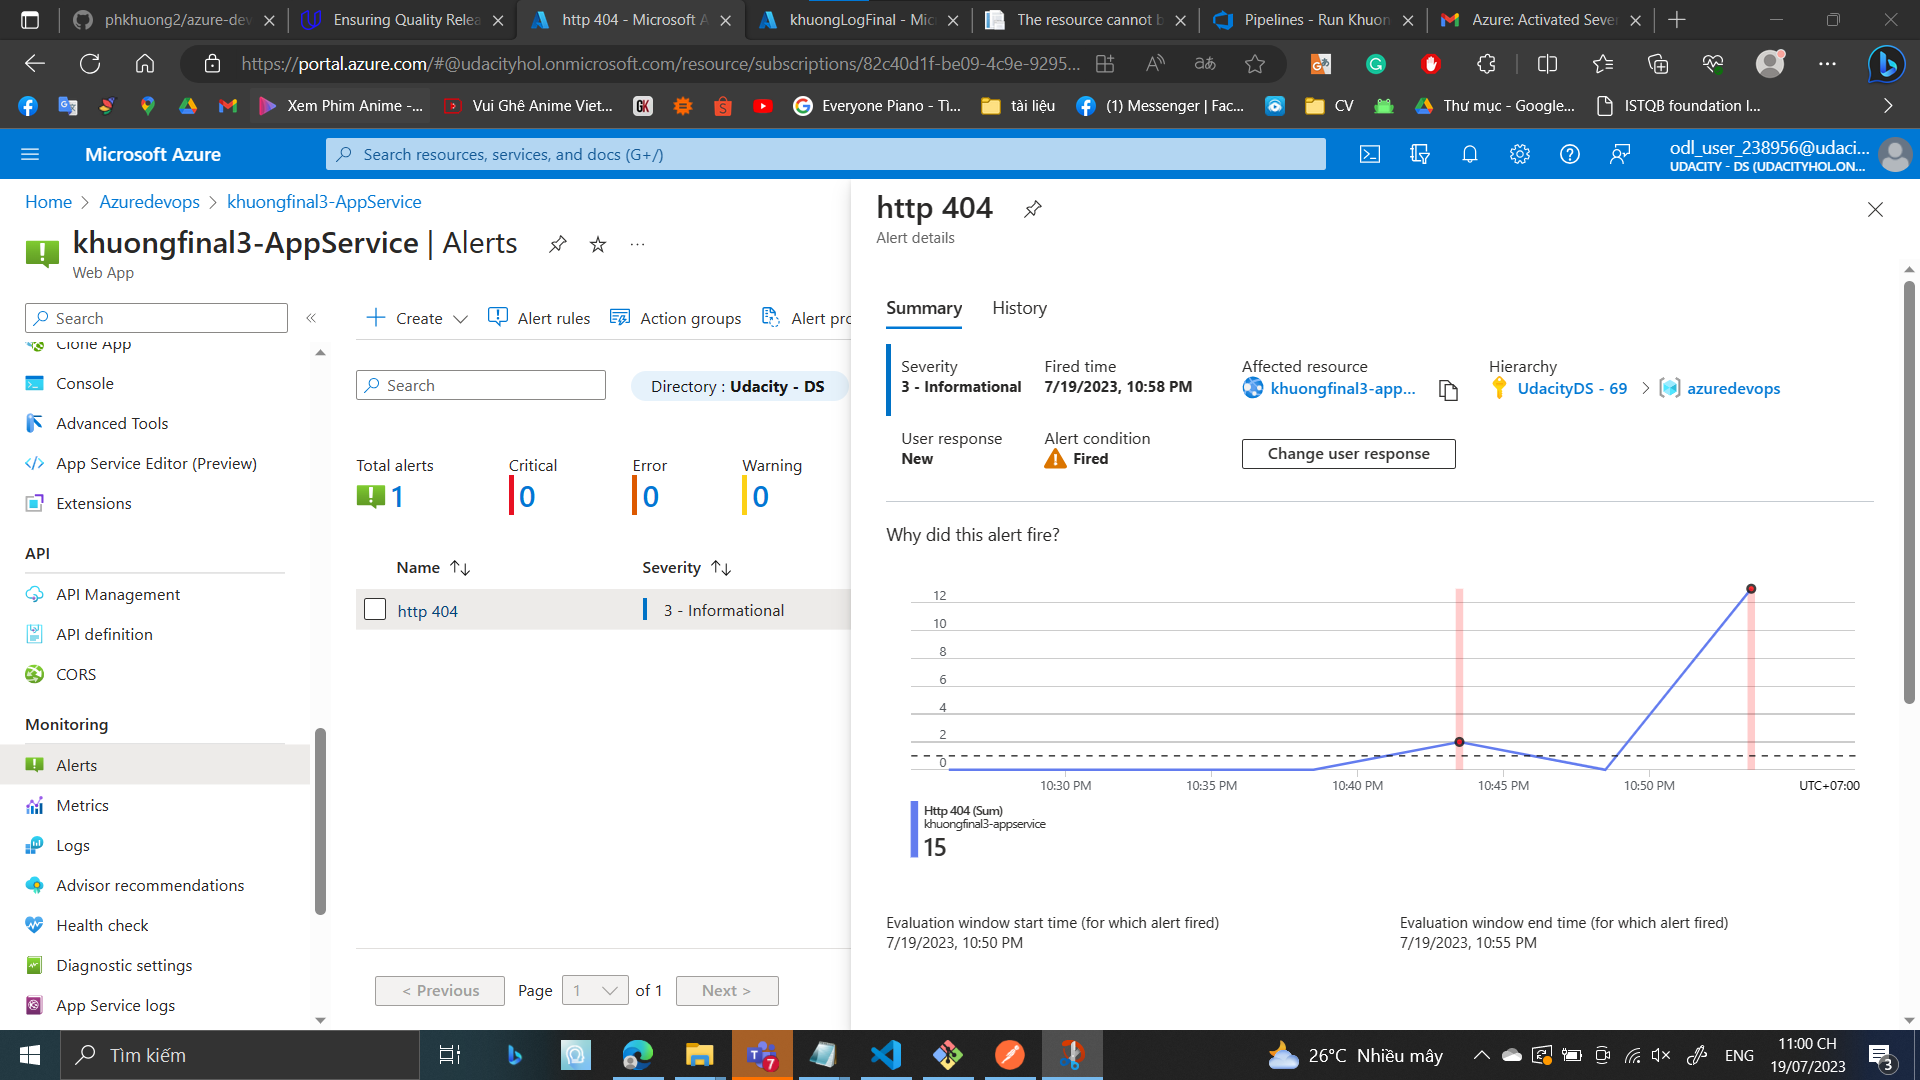 phkhuong2/azure-dev
Ensuring Quality Relea
http 404 - Microsoft A
khuongLogFinal - Mic
The resource cannot b
Pipelines - Run Khuon
Azure: Activated Sever
https://portal.azure.com/#@udacityhol.onmicrosoft.com/resource/subscriptions/82c40d1f-be09-4c9e-9295...
Xem Phim Anime -...
Vui Ghê Anime Viet...
Everyone Piano - Tì...
tài liệu
(1) Messenger | Fac...
CV
Thư mục - Google...
ISTQB foundation I...
Microsoft Azure
Search resources, services, and docs (G+/)
odl_user_238956@udaci...
UDACITY - DS (UDACITYHOL.ON...
Home > Azuredevops > khuongfinal3-AppService
khuongfinal3-AppService | Alerts
Web App
Search
Clone App
Console
Advanced Tools
App Service Editor (Preview)
Extensions
API
API Management
API definition
CORS
Monitoring
Alerts
Metrics
Logs
Advisor recommendations
Health check
Diagnostic settings
App Service logs
Create
Alert rules
Action groups
Alert pro
Search
Directory : Udacity - DS
Total alerts
1
Critical
0
Error
0
Warning
0
Name
Severity
http 404
3 - Informational
< Previous
Page
1
of 1
Next >
http 404
Alert details
Summary
History
Severity
3 - Informational
Fired time
7/19/2023, 10:58 PM
Affected resource
khuongfinal3-app...
Hierarchy
UdacityDS - 69 > azuredevops
User response
New
Alert condition
Fired
Change user response
Why did this alert fire?
12
10
8
6
4
2
0
10:30 PM
10:35 PM
10:40 PM
10:45 PM
10:50 PM
UTC+07:00
Http 404 (Sum)
khuongfinal3-appservice
15
Evaluation window start time (for which alert fired)
7/19/2023, 10:50 PM
Evaluation window end time (for which alert fired)
7/19/2023, 10:55 PM
Tìm kiếm
7
26°C Nhiều mây
ENG
11:00 CH
19/07/2023
3